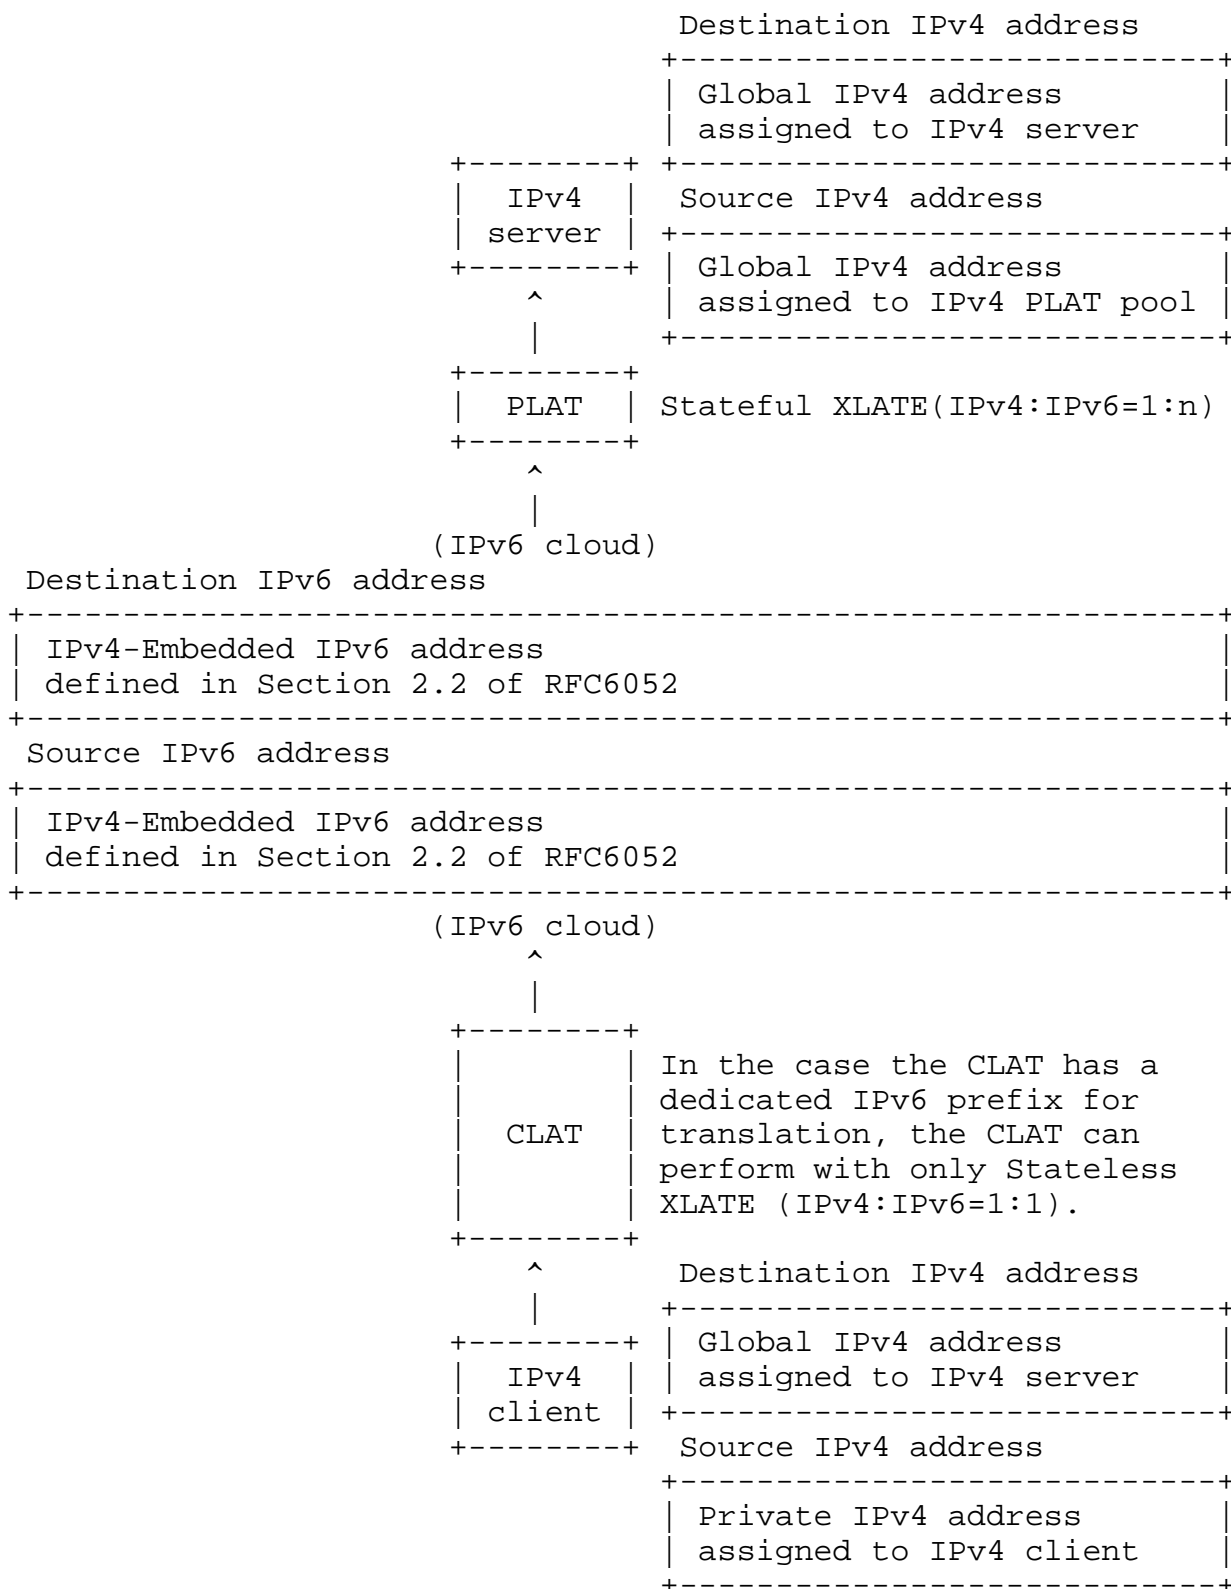 Destination IPv4 address
Global IPv4 address
assigned to IPv4 server
IPv4
server
Source IPv4 address
Global IPv4 address
assigned to IPv4 PLAT pool
PLAT
Stateful XLATE(IPv4:IPv6=1:n)
(IPv6 cloud)
Destination IPv6 address
IPv4-Embedded IPv6 address
defined in Section 2.2 of RFC6052
Source IPv6 address
IPv4-Embedded IPv6 address
defined in Section 2.2 of RFC6052
(IPv6 cloud)
CLAT
In the case the CLAT has a
dedicated IPv6 prefix for
translation, the CLAT can
perform with only Stateless
XLATE (IPv4:IPv6=1:1).
Destination IPv4 address
Global IPv4 address
assigned to IPv4 server
IPv4
client
Source IPv4 address
Private IPv4 address
assigned to IPv4 client